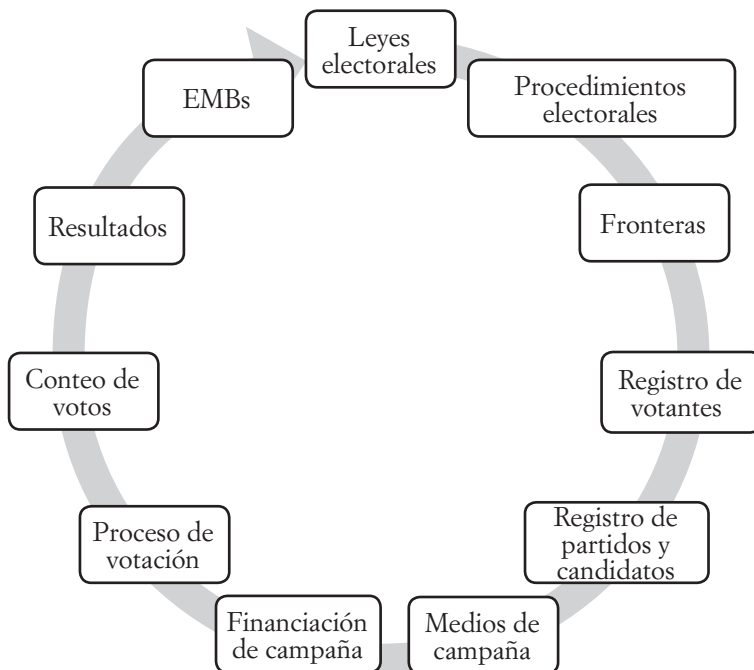 Leyes
electorales
Procedimientos
electorales
Fronteras
Registro de
votantes
Registro de
partidos y
candidatos
Medios de
campaña
Financiación
de campaña
Proceso de
votación
Conteo de
votos
Resultados
EMBs